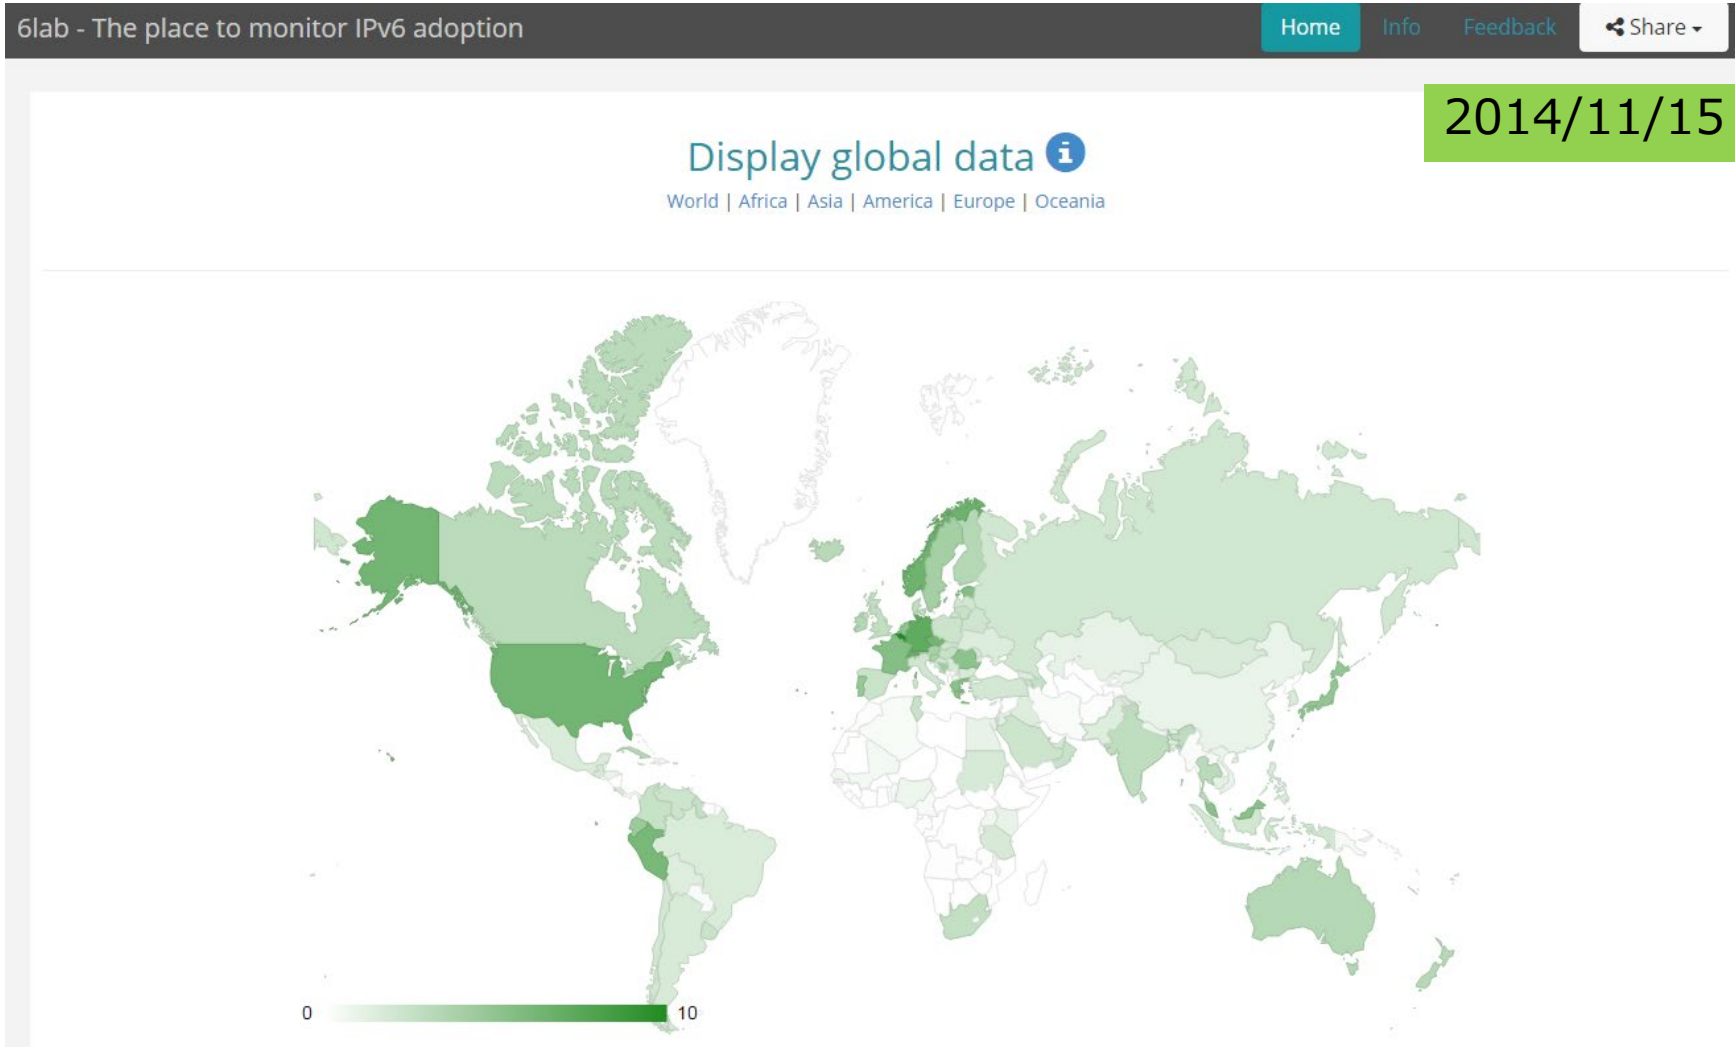 6lab - The place to monitor IPv6 adoption
Home Info Feedback Share
2014/11/15
Display global data
World | Africa | Asia | America | Europe | Oceania
0 10